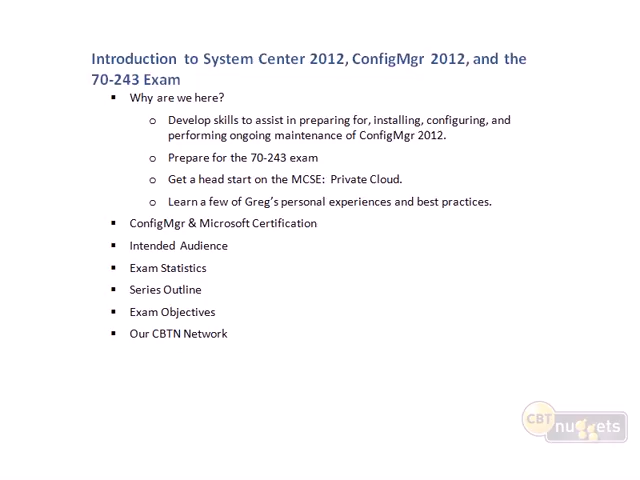 Introduction to System Center 2012, ConfigMgr 2012, and the
70-243 Exam
▪ Why are we here?
o Develop skills to assist in preparing for, installing, configuring, and
performing ongoing maintenance of ConfigMgr 2012.
o Prepare for the 70-243 exam
o Get a head start on the MCSE: Private Cloud.
o Learn a few of Greg's personal experiences and best practices.
▪ ConfigMgr & Microsoft Certification
▪ Intended Audience
▪ Exam Statistics
▪ Series Outline
▪ Exam Objectives
▪ Our CBTN Network
CBT
nuggets